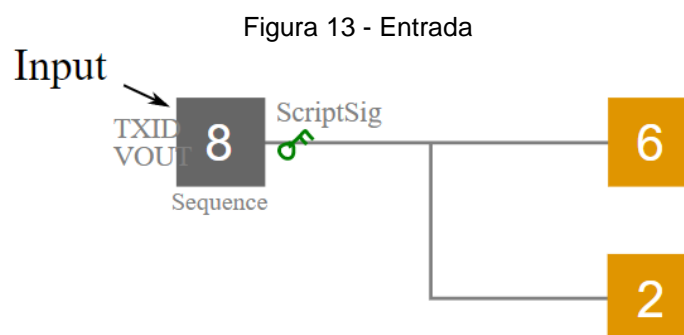 Figura 13 - Entrada
Input
ScriptSig
TXID
VOUT
8
6
Sequence
2